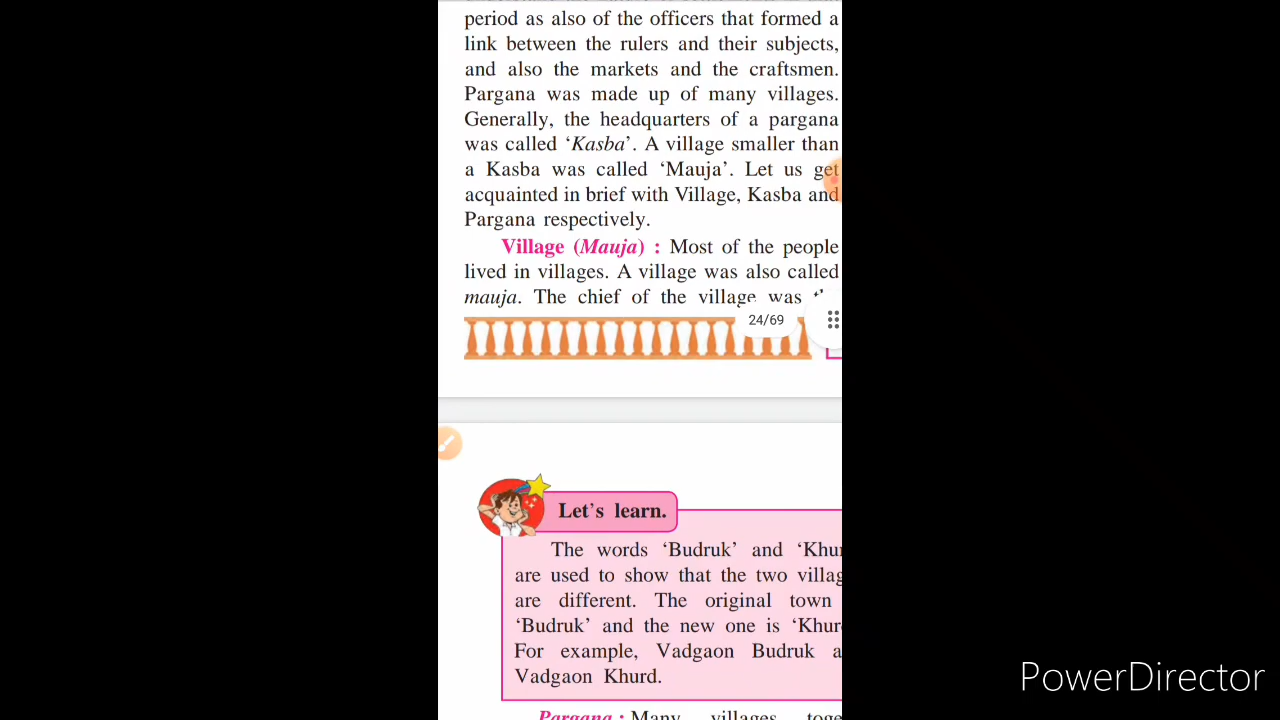 period as also of the officers that formed a
link between the rulers and their subjects,
and also the markets and the craftsmen.
Pargana was made up of many villages.
Generally, the headquarters of a pargana
was called ‘Kasba’. A village smaller than
a Kasba was called ‘Mauja’. Let us get
acquainted in brief with Village, Kasba and
Pargana respectively.
Village (Mauja) : Most of the people
lived in villages. A village was also called
mauja. The chief of the village was
24/69
Let's learn.
The words ‘Budruk’ and
are used to show that the two
are different. The original town
‘Budruk’ and the new one is
For example, Vadgaon Budruk
Vadgaon Khurd.
Pargana : Many villages
PowerDirector